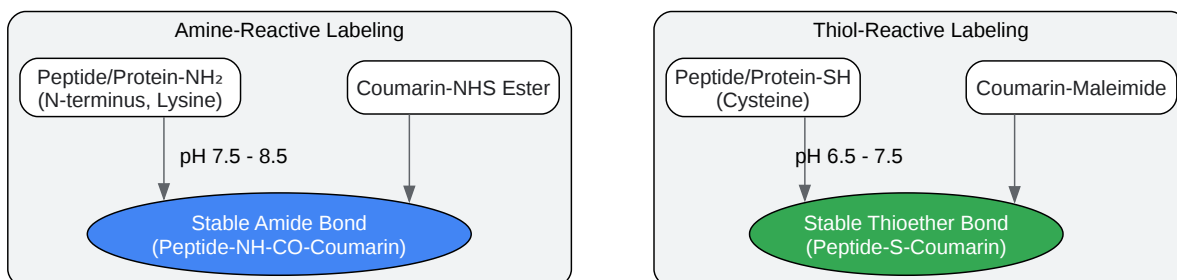 Amine-Reactive Labeling
Peptide/Protein-NH₂
(N-terminus, Lysine)
Coumarin-NHS Ester
pH 7.5 - 8.5
Stable Amide Bond
(Peptide-NH-CO-Coumarin)
Thiol-Reactive Labeling
Peptide/Protein-SH
(Cysteine)
Coumarin-Maleimide
pH 6.5 - 7.5
Stable Thioether Bond
(Peptide-S-Coumarin)